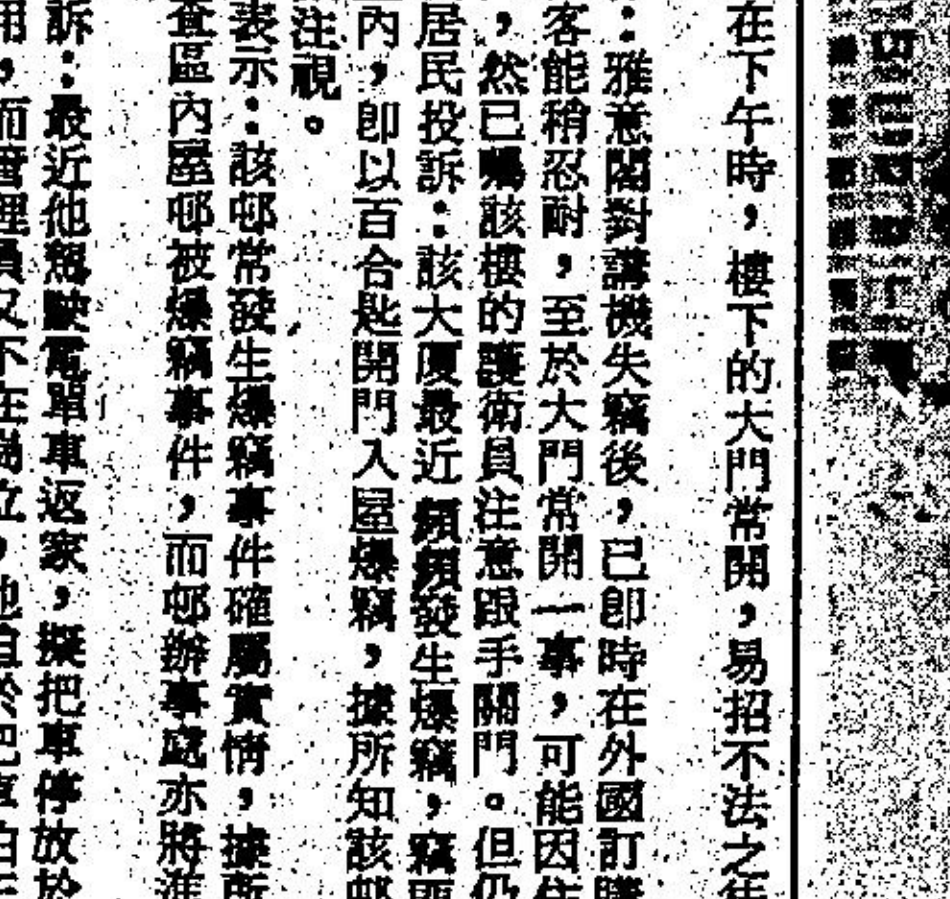 在下午時，樓下的大門常開，易招不法之
：雅意閣對講機失竊後，已即時在外國訂購
客能稍忍耐，至於大門常開一事，可能因住
，然已囑該樓的護衛員注意跟手關門。但仍
居民投訴：該大厦最近頻頻發生爆竊，竊匪
內，即以百合匙開門入屋爆竊，據所知該邨
注視。
表示：該邨常發生爆竊事件確屬實情，據所
查區內屋邨被爆竊事件，而邨辦事處亦將進
訴：最近他駕駛電單車返家，擬把車停放於
用，而管理員又不在崗位，他